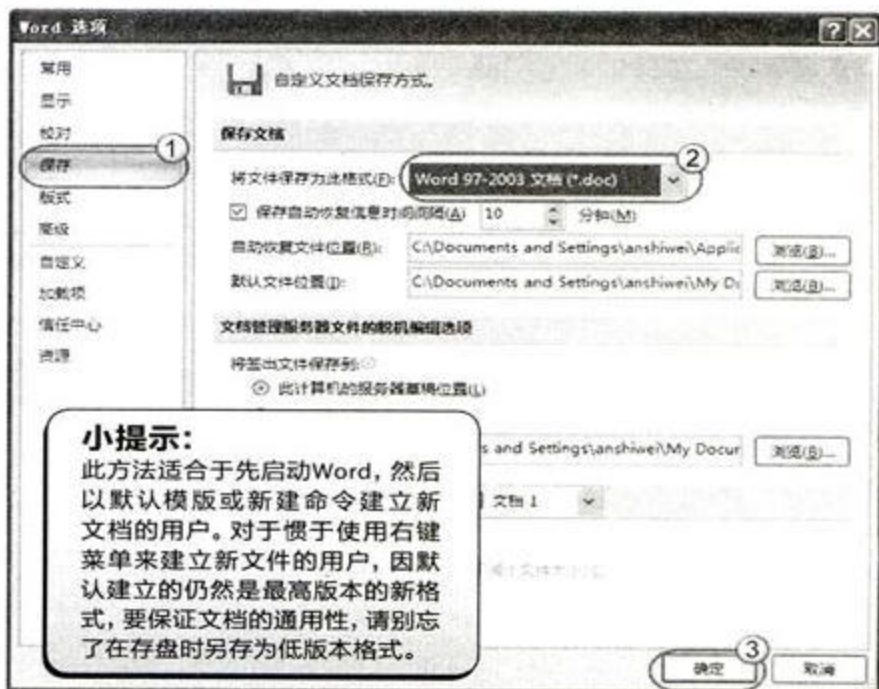 Word 选项
常用
显示
校对
保存
版式
高级
自定义
加载项
信任中心
资源
①
自定义文档保存方式。
保存文档
②
将文件保存为此格式(F): Word 97-2003 文档 (*.doc)
保存自动恢复信息时间间隔(A) 10 分钟(M)
自动恢复文件位置(R): C:\Documents and Settings\anshiwei\Applic 浏览(B)...
默认文件位置(I): C:\Documents and Settings\anshiwei\My Do 浏览(B)...
文档管理服务器文件的脱机编辑选项
将签出文件保存到:
此计算机的服务器草稿位置(L)
s and Settings\anshiwei\My Docur 浏览(B)...
文档 1
小提示:
此方法适合于先启动Word, 然后
以默认模版或新建命令建立新
文档的用户。对于惯于使用右键
菜单来建立新文件的用户, 因默
认建立的仍然是最高版本的新格
式, 要保证文档的通用性, 请别忘
了在存盘时另存为低版本格式。
③
确定 取消